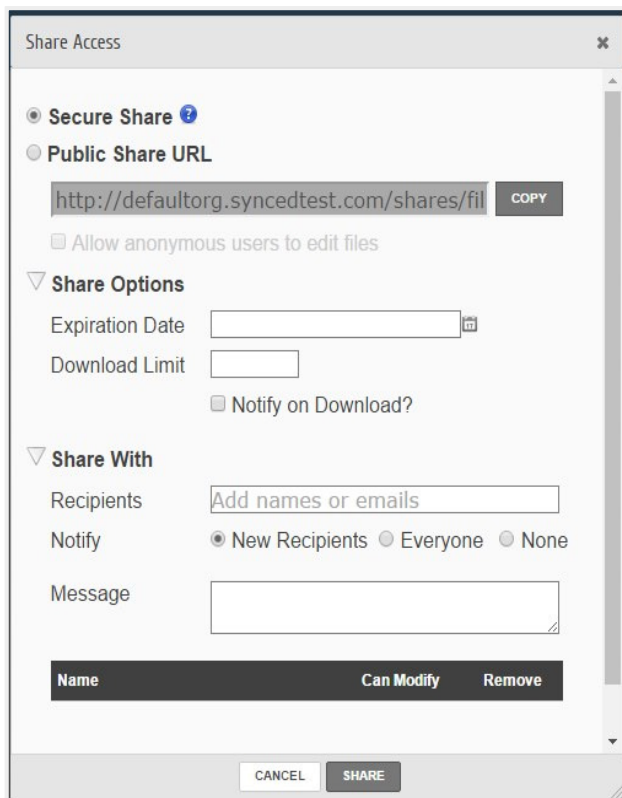 Share Access
Secure Share ?
Public Share URL
http://defaultorg.syncedtest.com/shares/fil COPY
Allow anonymous users to edit files
Share Options
Expiration Date 17
Download Limit
Notify on Download?
Share With
Recipients Add names or emails
Notify New Recipients Everyone None
Message
Name Can Modify Remove
CANCEL SHARE